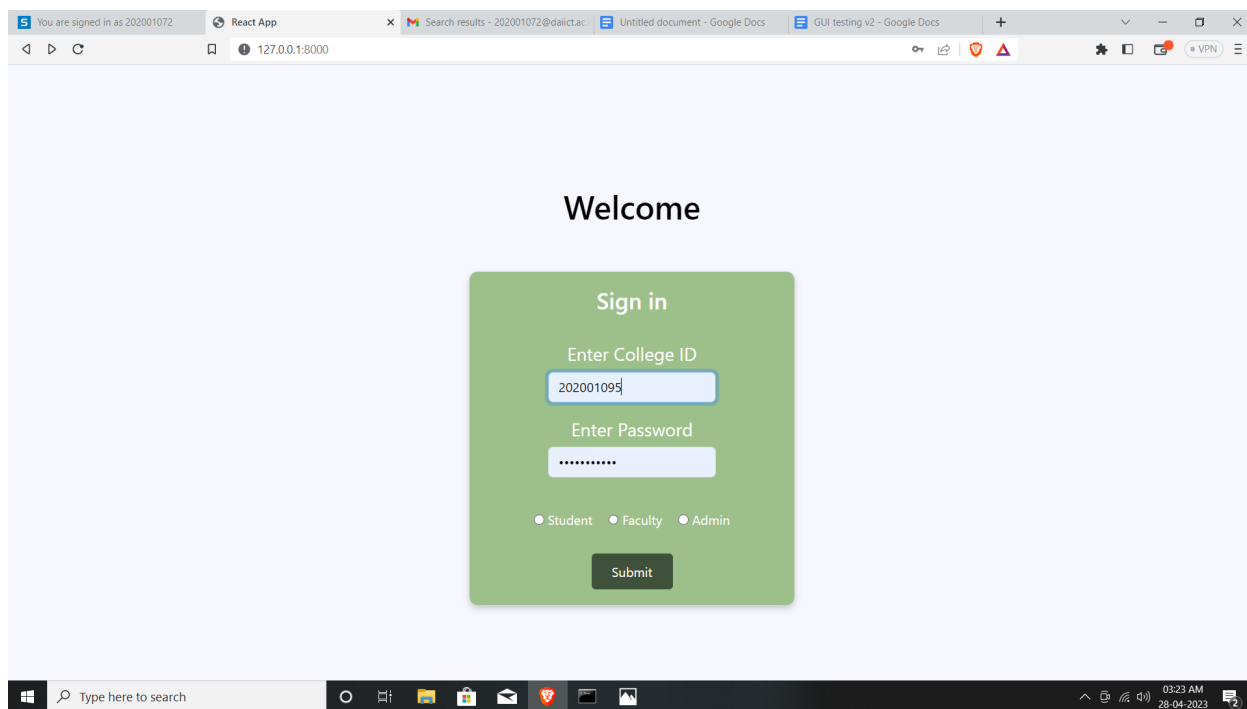 You are signed in as 202001072
React App
Search results - 202001072@daiict.ac.
Untitled document - Google Docs
GUI testing v2 - Google Docs
127.0.0.1:8000
VPN
Welcome
Sign in
Enter College ID
202001095
Enter Password
Student
Faculty
Admin
Submit
Type here to search
03:23 AM
28-04-2023
2